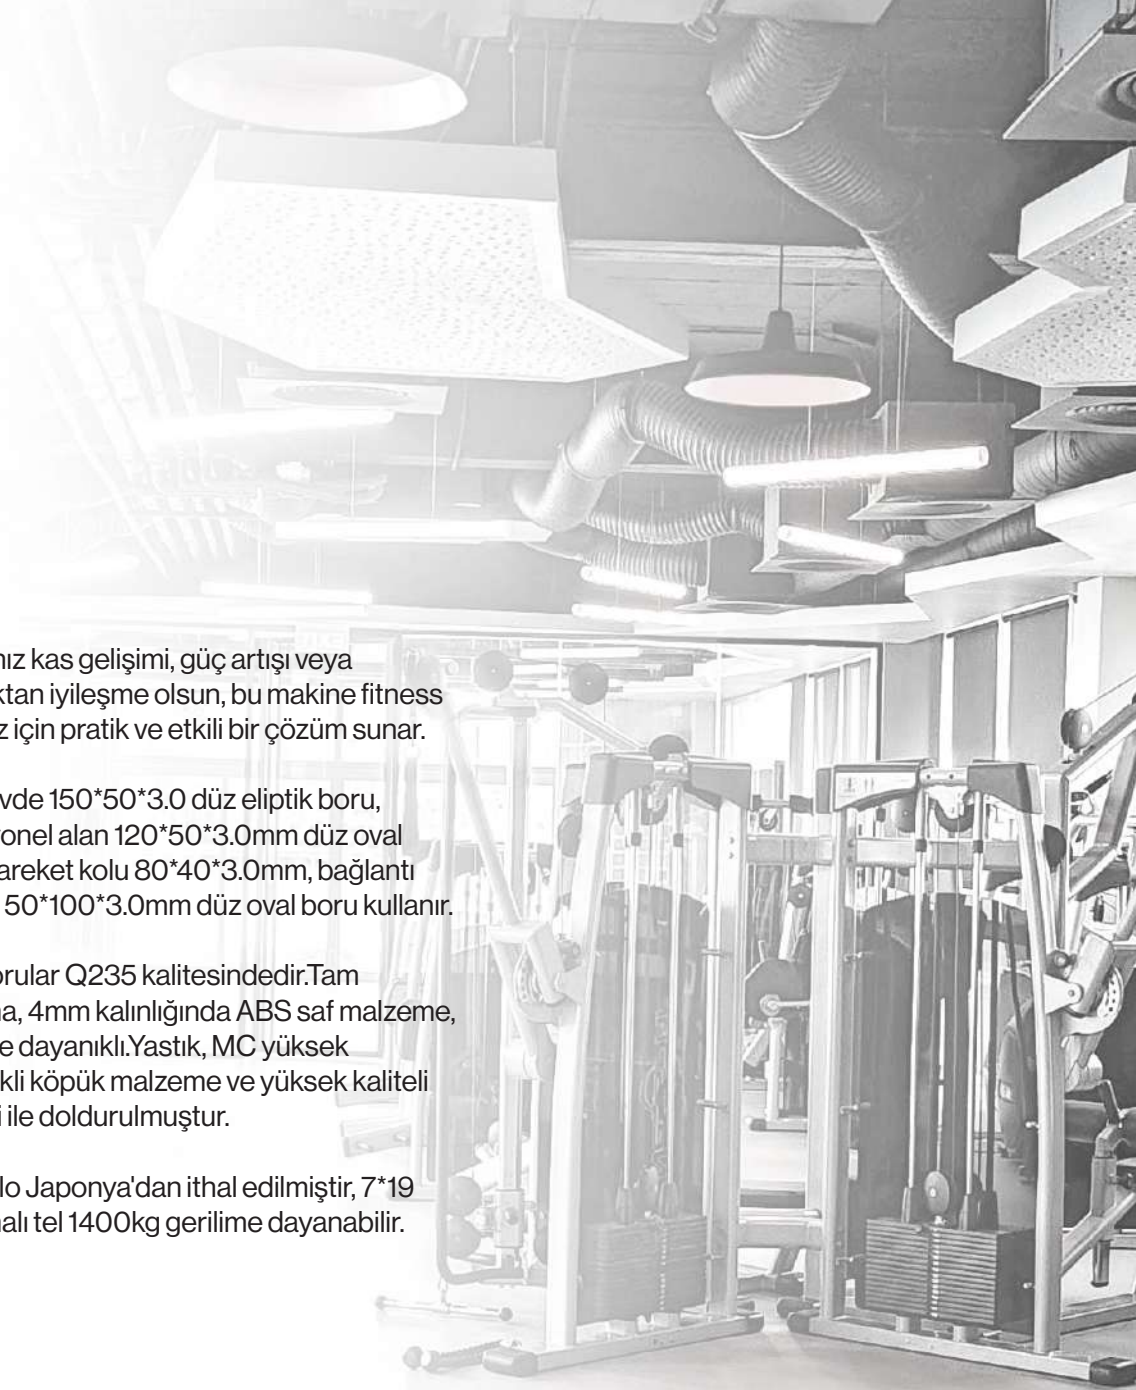 nız kas gelişimi, güç artışı veya
ktan iyileşme olsun, bu makine fitness
z için pratik ve etkili bir çözüm sunar.
vde 150*50*3.0 düz eliptik boru,
yonel alan 120*50*3.0mm düz oval
areket kolu 80*40*3.0mm, bağlantı
50*100*3.0mm düz oval boru kullanır.
orular Q235 kalitesindedir.Tam
na, 4mm kalınlığında ABS saf malzeme,
e dayanıklı.Yastık, MC yüksek
kli köpük malzeme ve yüksek kaliteli
i ile doldurulmuştur.
lo Japonya'dan ithal edilmiştir, 7*19
nalı tel 1400kg gerilime dayanabilir.